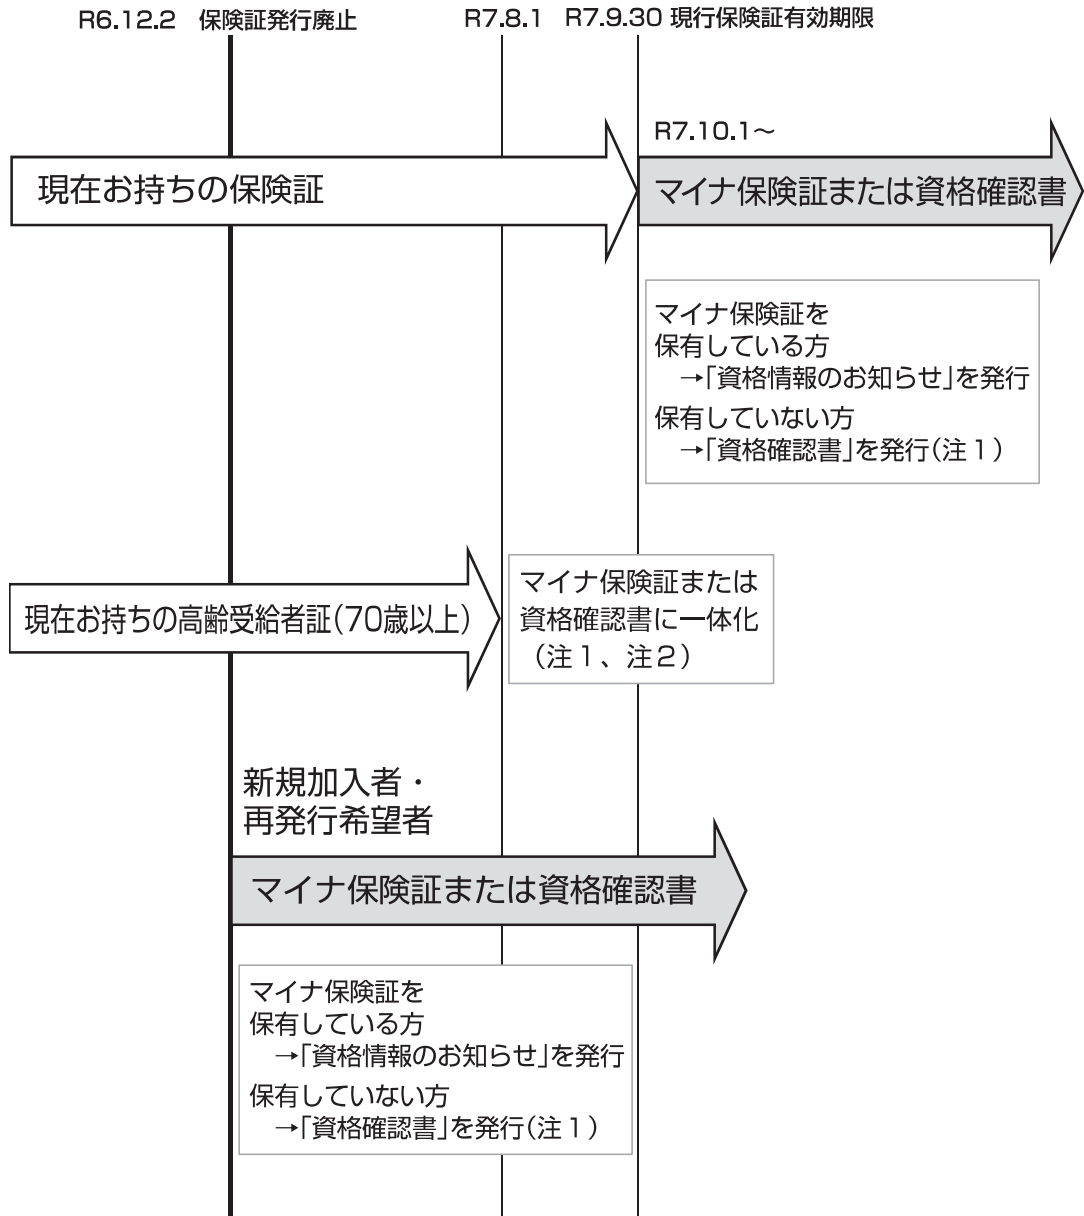 R6.12.2 保険証発行廃止
R7.8.1
R7.9.30 現行保険証有効期限
R7.10.1～
現在お持ちの保険証
マイナ保険証または資格確認書
マイナ保険証を
保有している方
→「資格情報のお知らせ」を発行
保有していない方
→「資格確認書」を発行（注１）
現在お持ちの高齢受給者証（70歳以上）
マイナ保険証または
資格確認書に一体化
（注１、注２）
新規加入者・
再発行希望者
マイナ保険証または資格確認書
マイナ保険証を
保有している方
→「資格情報のお知らせ」を発行
保有していない方
→「資格確認書」を発行（注１）